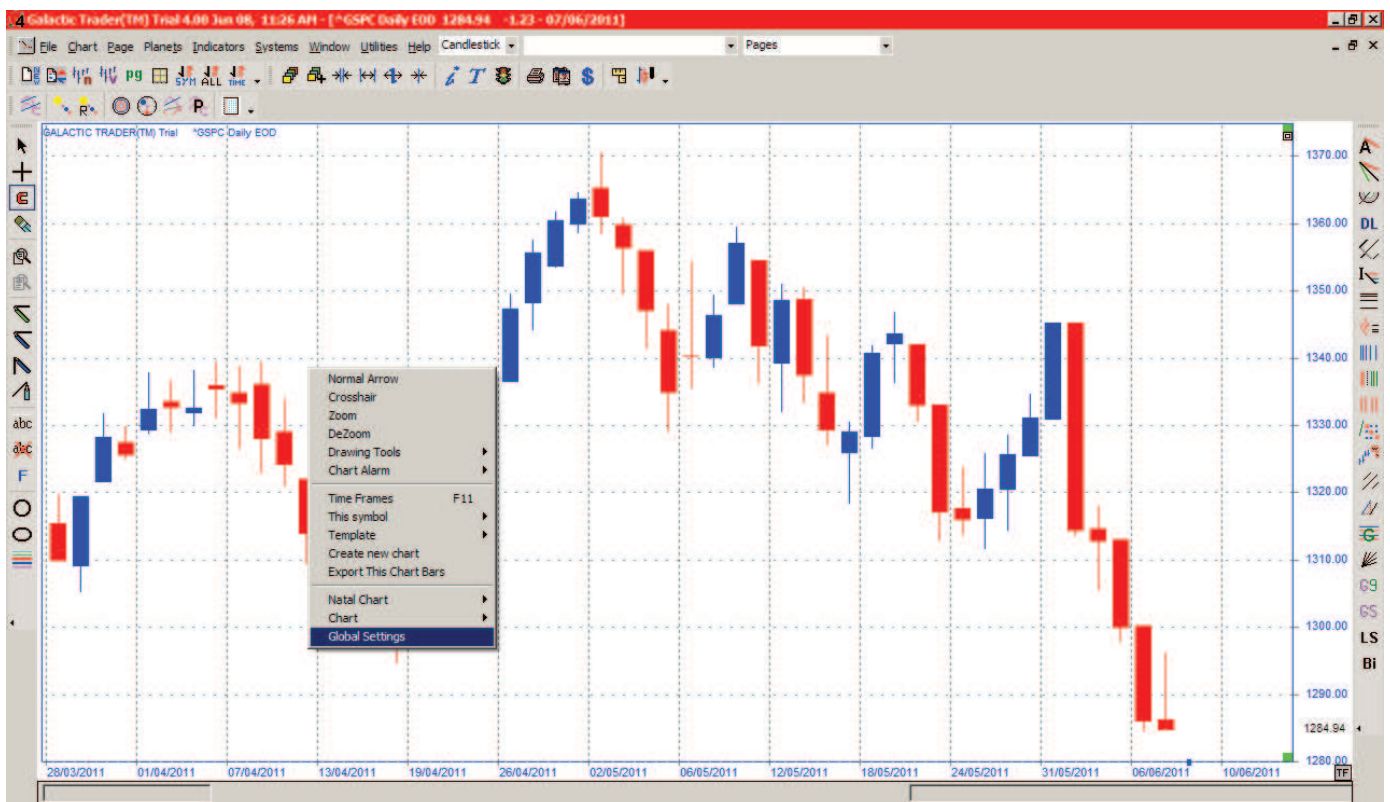 4
Galactic Trader(TM) Trial 4.00 Jun 08, 11:26 AM - [^GSPC Daily EOD 1284.94 -1.23 - 07/06/2011]
File Chart Page Planets Indicators Systems Window Utilities Help Candlestick Pages
pg SYM ALL TIME i T $
R P
GALACTIC TRADER(TM) Trial ^GSPC Daily EOD
1370.00
1360.00
1350.00
1340.00
1330.00
1320.00
1310.00
1300.00
1290.00
1284.94
1280.00
abc
abc
F
Normal Arrow
Crosshair
Zoom
DeZoom
Drawing Tools
Chart Alarm
Time Frames F11
This symbol
Template
Create new chart
Export This Chart Bars
Natal Chart
Chart
Global Settings
A
DL
I
G
G9
GS
LS
Bi
28/03/2011 01/04/2011 07/04/2011 13/04/2011 19/04/2011 26/04/2011 02/05/2011 06/05/2011 12/05/2011 18/05/2011 24/05/2011 31/05/2011 06/06/2011 10/06/2011 TF